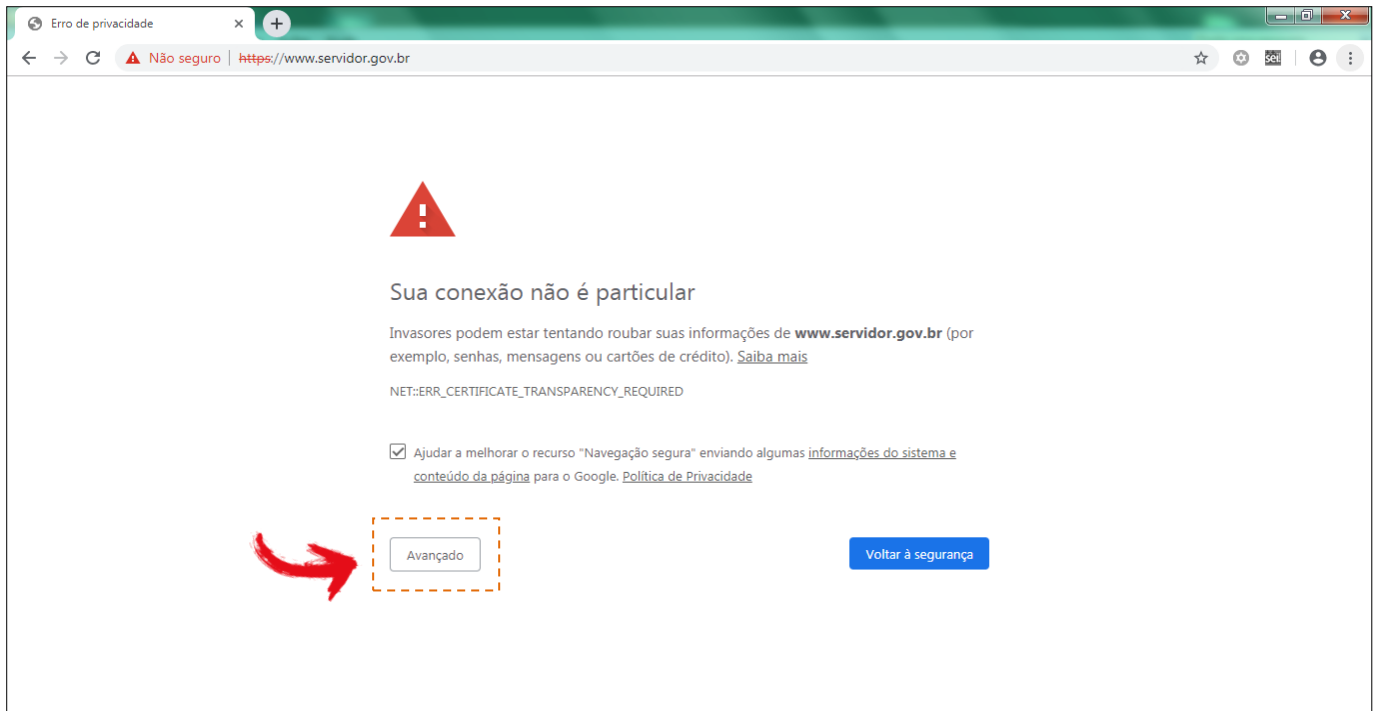 Erro de privacidade
Não seguro
https://www.servidor.gov.br
sei!
Sua conexão não é particular
Invasores podem estar tentando roubar suas informações de www.servidor.gov.br (por
exemplo, senhas, mensagens ou cartões de crédito). Saiba mais
NET::ERR_CERTIFICATE_TRANSPARENCY_REQUIRED
Ajudar a melhorar o recurso "Navegação segura" enviando algumas informações do sistema e
conteúdo da página para o Google. Política de Privacidade
Avançado
Voltar à segurança